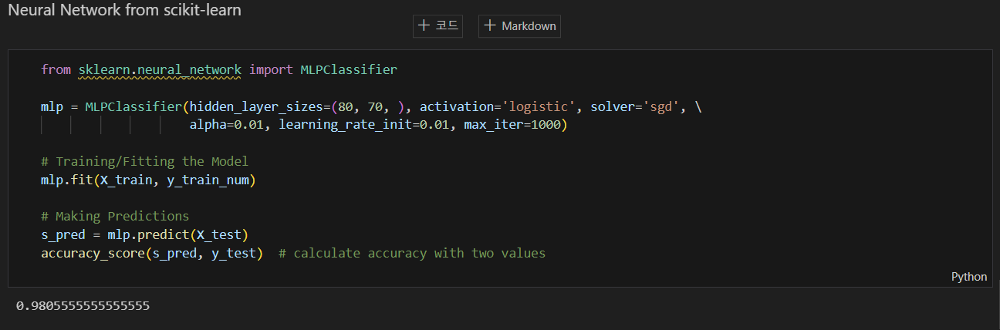 Neural Network from scikit-learn
+ 코드 + Markdown
from sklearn.neural_network import MLPClassifier
mlp = MLPClassifier(hidden_layer_sizes=(80, 70, ), activation='logistic', solver='sgd', \
alpha=0.01, learning_rate_init=0.01, max_iter=1000)
# Training/Fitting the Model
mlp.fit(X_train, y_train_num)
# Making Predictions
s_pred = mlp.predict(X_test)
accuracy_score(s_pred, y_test)  # calculate accuracy with two values
Python
0.9805555555555555